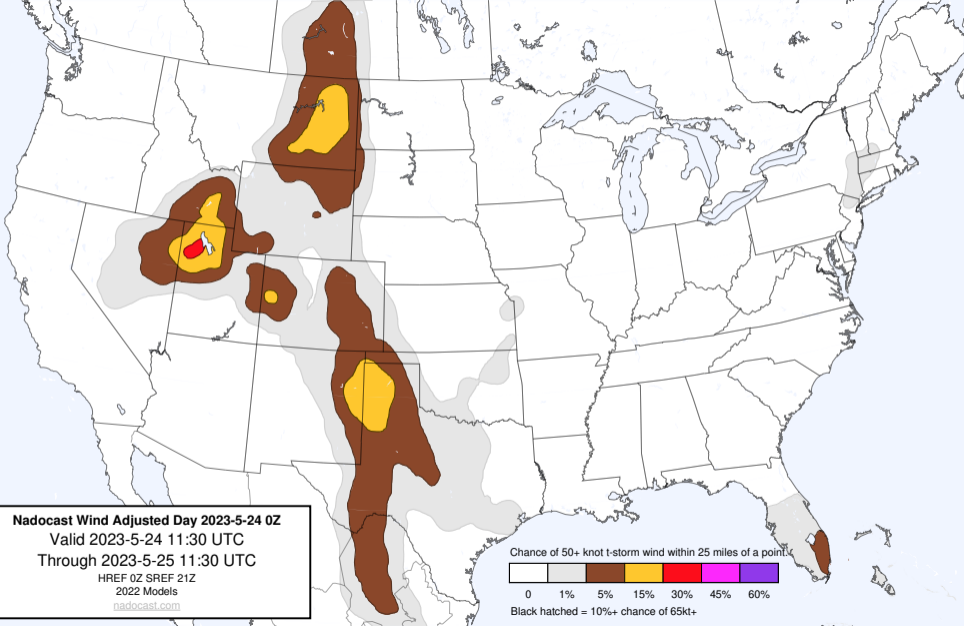 Nadocast Wind Adjusted Day 2023-5-24 0Z
Valid 2023-5-24 11:30 UTC
Through 2023-5-25 11:30 UTC
HREF 0Z SREF 21Z
2022 Models
nadocast.com
Chance of 50+ knot t-storm wind within 25 miles of a point.
0 1% 5% 15% 30% 45% 60%
Black hatched = 10%+ chance of 65kt+